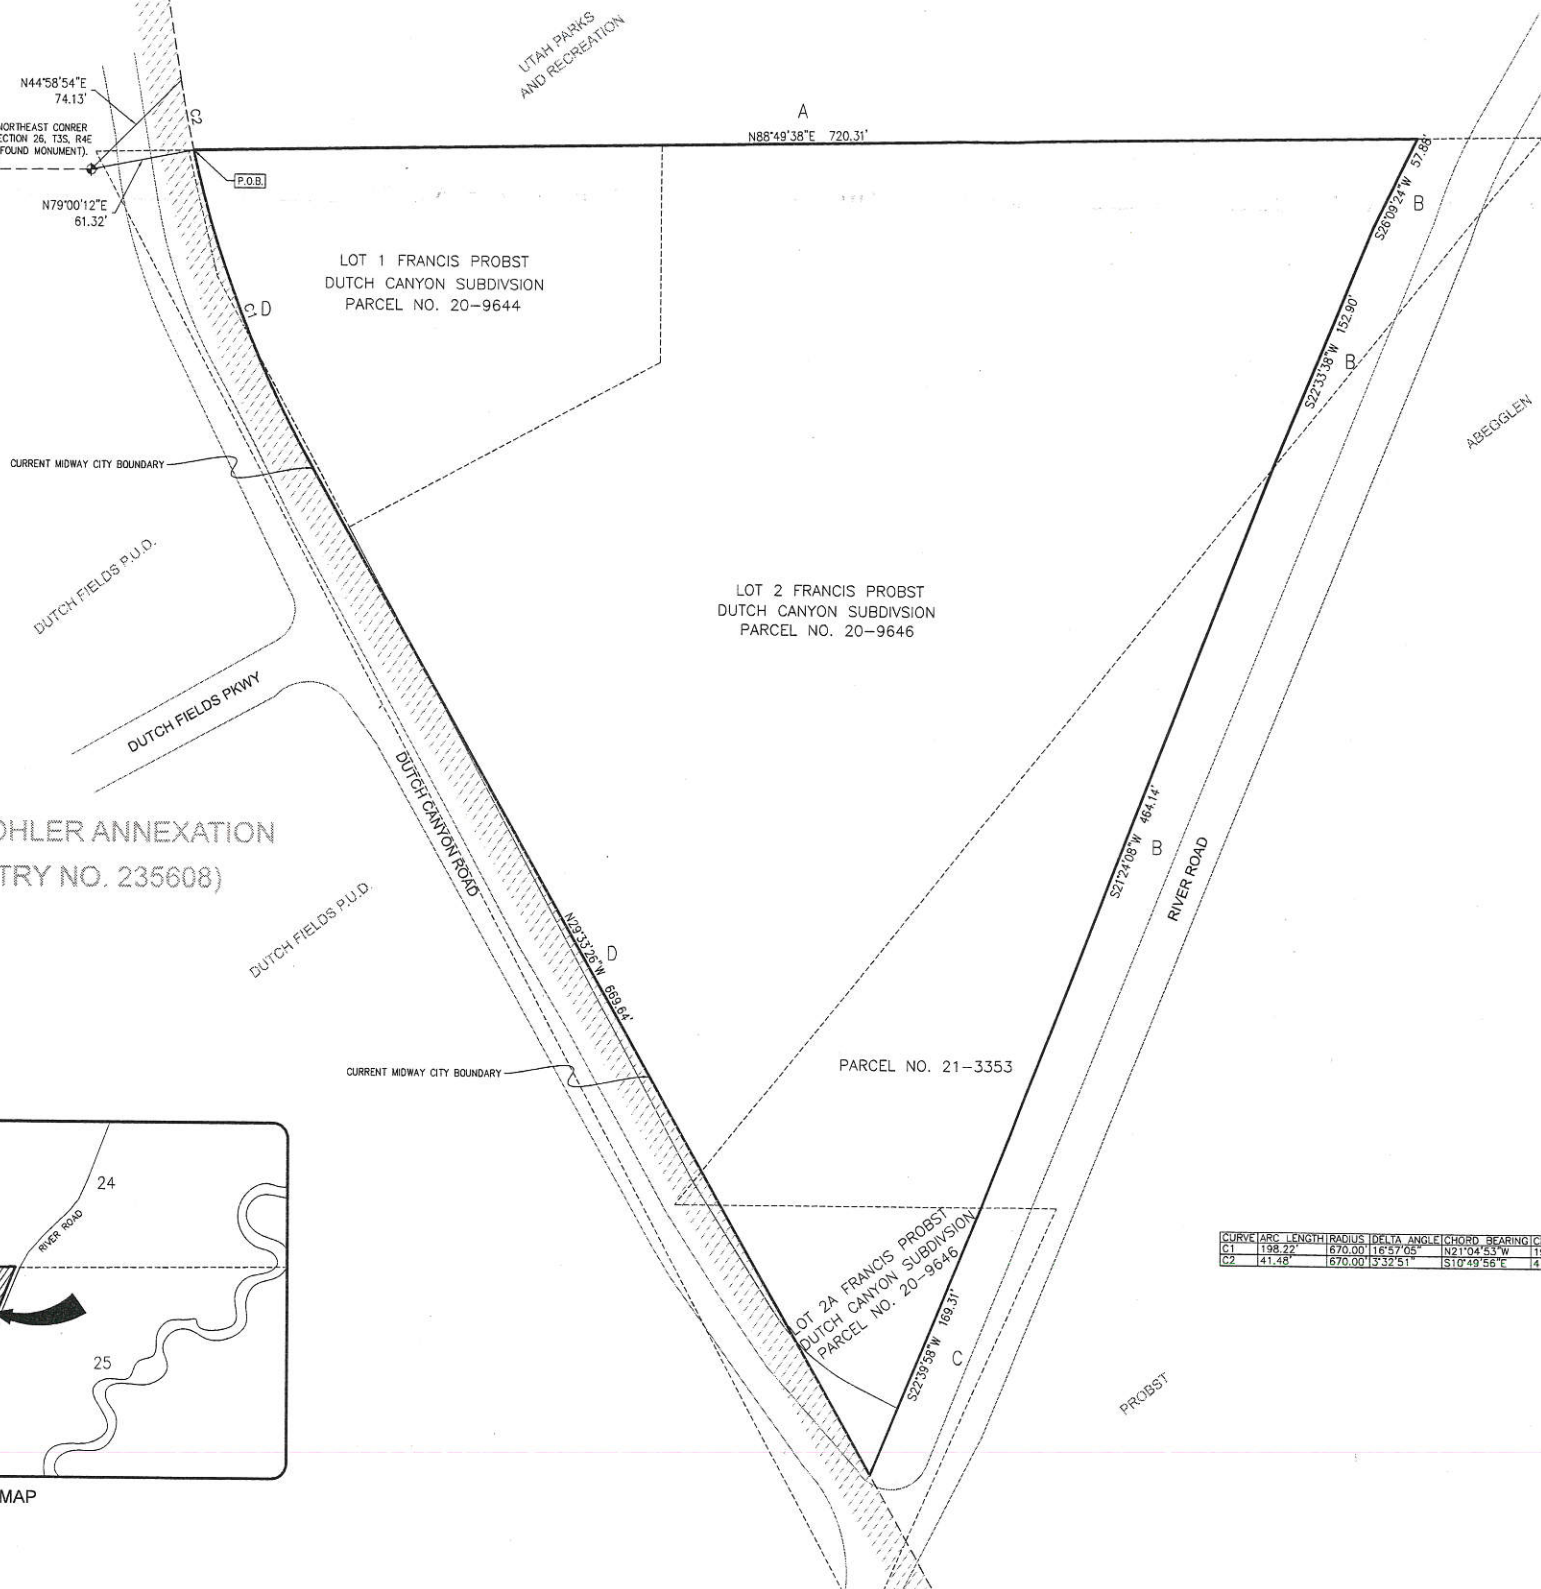 UTAH PARKS
AND RECREATION
N44°58'54"E
74.13'
NORTHEAST CONRER
SECTION 26, T3S, R4E
(FOUND MONUMENT).
N79°00'12"E
61.32'
P.O.B.
C2
A
N88°49'38"E 720.31'
S26°09'24"W 57.88'
B
LOT 1 FRANCIS PROBST
DUTCH CANYON SUBDIVSION
PARCEL NO. 20-9644
C1
D
S22°33'38"W 152.90'
B
ABEGGLEN
CURRENT MIDWAY CITY BOUNDARY
DUTCH FIELDS P.U.D.
LOT 2 FRANCIS PROBST
DUTCH CANYON SUBDIVSION
PARCEL NO. 20-9646
DUTCH FIELDS PKWY
DUTCH CANYON ROAD
S21°24'08"W 464.14'
B
RIVER ROAD
OHLER ANNEXATION
TRY NO. 235608)
DUTCH FIELDS P.U.D.
N29°33'26"W 669.64'
D
CURRENT MIDWAY CITY BOUNDARY
PARCEL NO. 21-3353
24
RIVER ROAD
25
MAP
LOT 2A FRANCIS PROBST
DUTCH CANYON SUBDIVSION
PARCEL NO. 20-9646
S22°39'58"W 169.31'
C
PROBST
CURVE ARC LENGTH RADIUS DELTA ANGLE CHORD BEARING
C1 198.22' 670.00' 16°57'05" N21°04'53"W
C2 41.48' 670.00' 3°32'51" S10°49'56"E